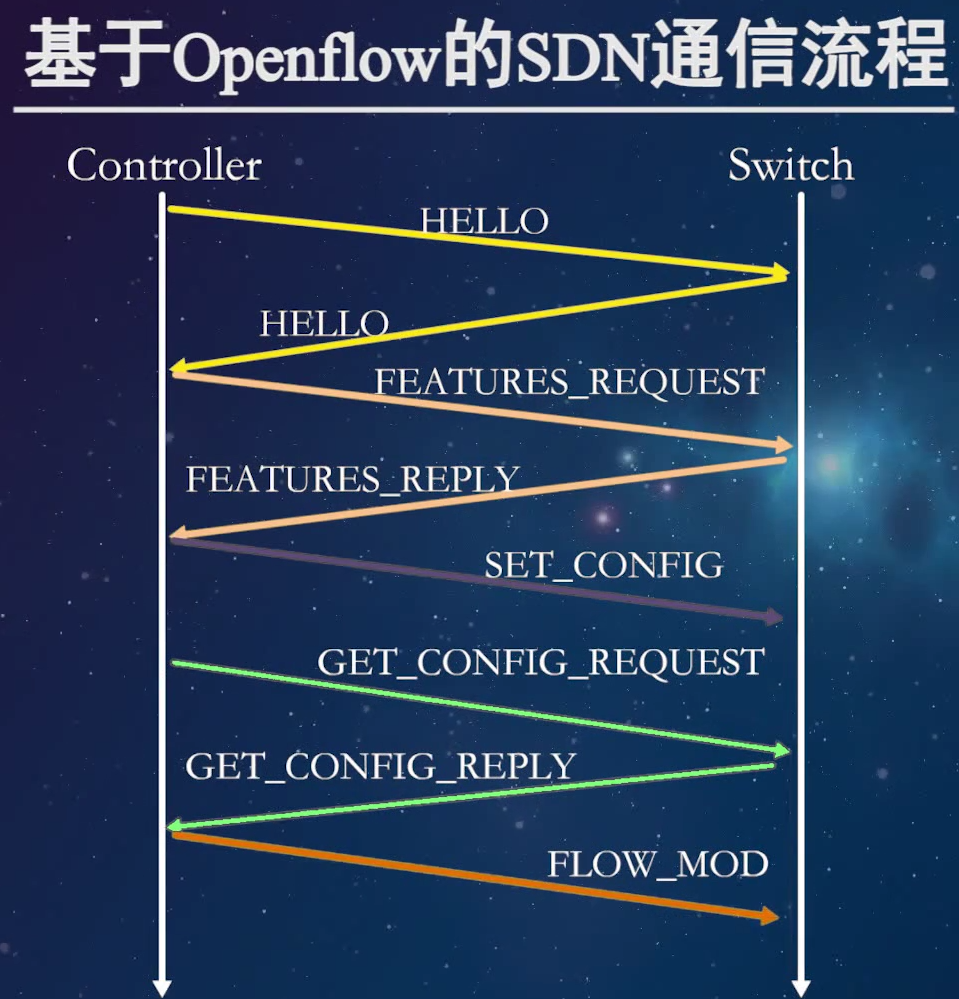 基于Openflow的SDN通信流程
Controller
Switch
HELLO
HELLO
FEATURES_REQUEST
FEATURES_REPLY
SET_CONFIG
GET_CONFIG_REQUEST
GET_CONFIG_REPLY
FLOW_MOD